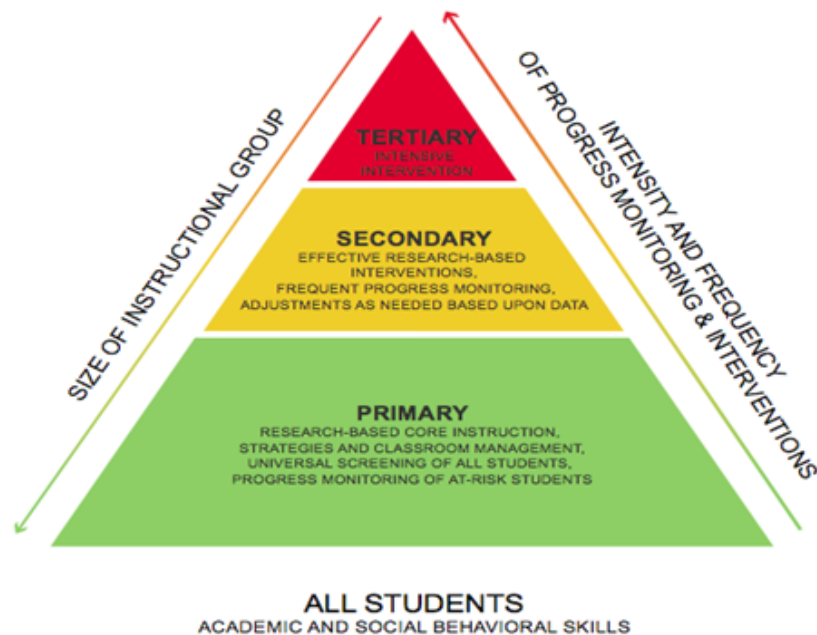 TERTIARY
INTENSIVE
INTERVENTION
SECONDARY
EFFECTIVE RESEARCH-BASED
INTERVENTIONS,
FREQUENT PROGRESS MONITORING,
ADJUSTMENTS AS NEEDED BASED UPON DATA
PRIMARY
RESEARCH-BASED CORE INSTRUCTION,
STRATEGIES AND CLASSROOM MANAGEMENT,
UNIVERSAL SCREENING OF ALL STUDENTS,
PROGRESS MONITORING OF AT-RISK STUDENTS
SIZE OF INSTRUCTIONAL GROUP
INTENSITY AND FREQUENCY
OF PROGRESS MONITORING & INTERVENTIONS
ALL STUDENTS
ACADEMIC AND SOCIAL BEHAVIORAL SKILLS